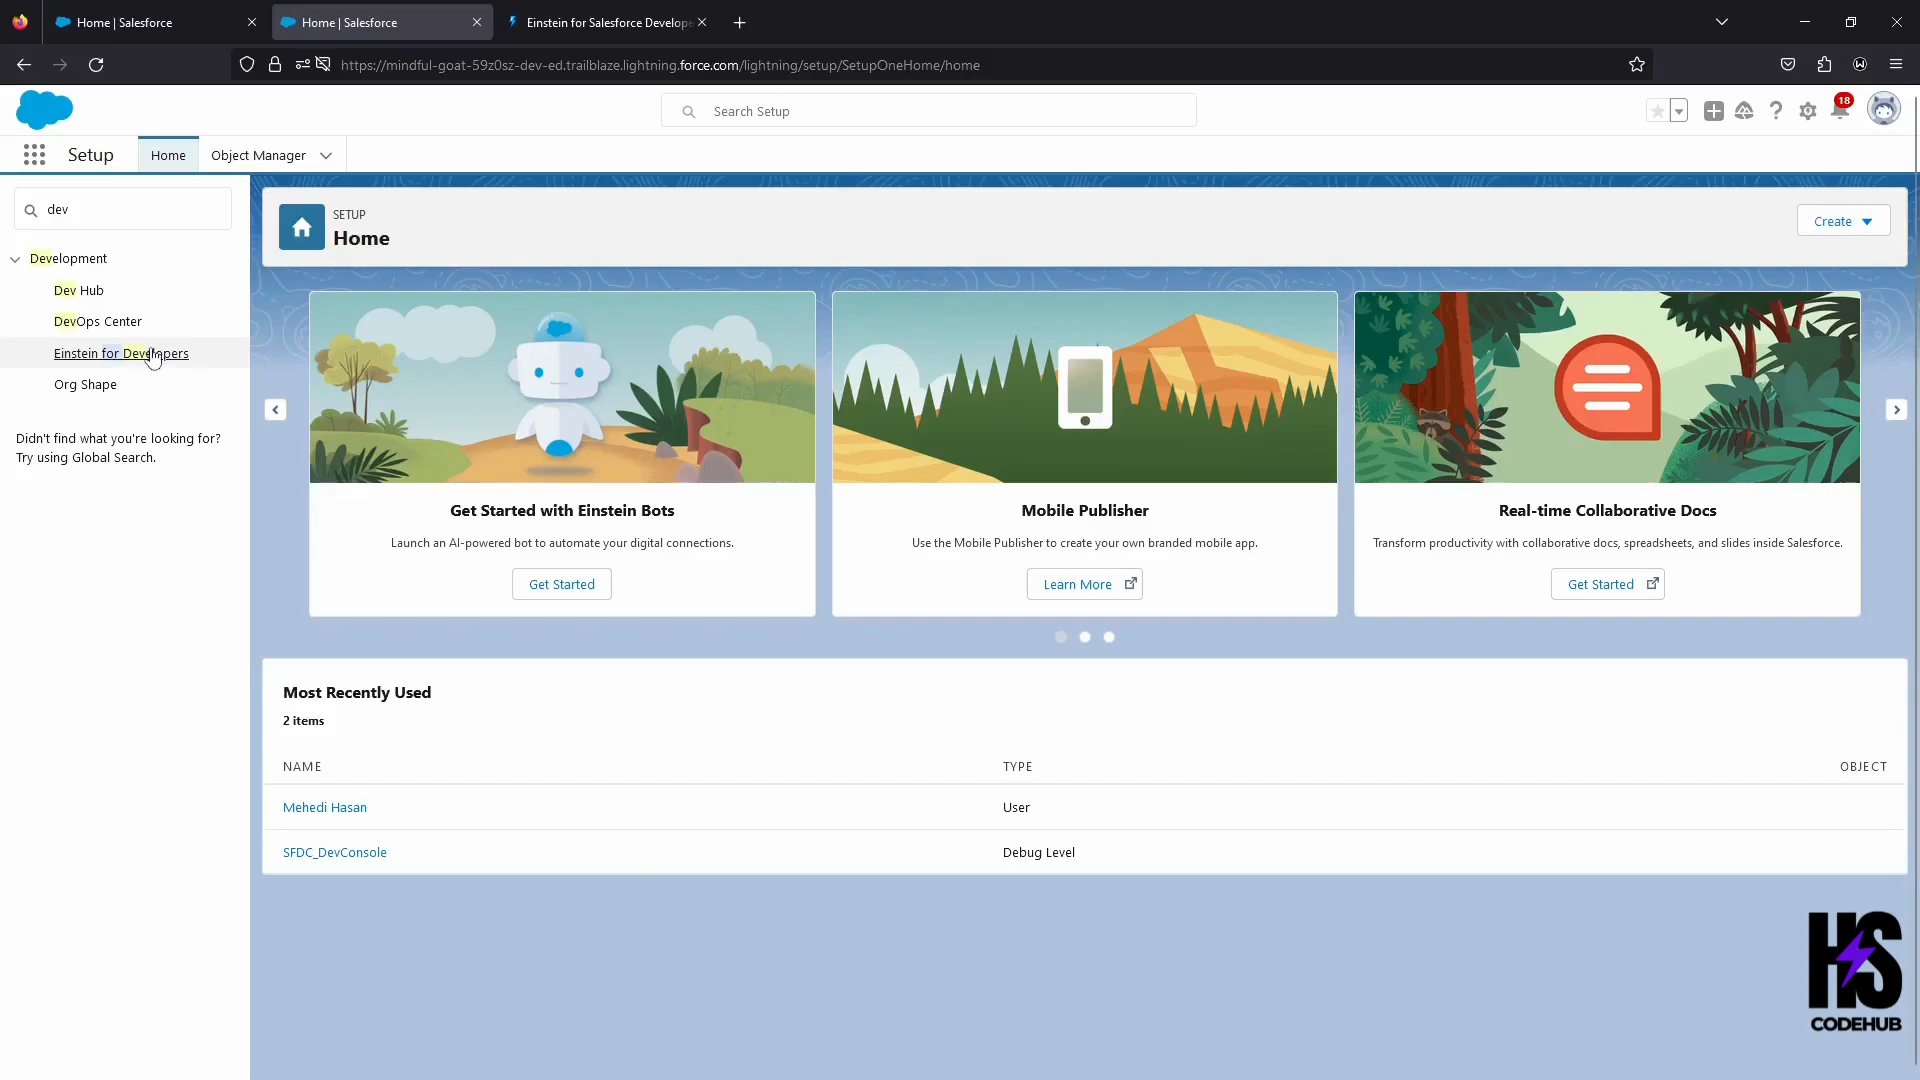 Home | Salesforce
Home | Salesforce
Einstein for Salesforce Develop
https://mindful-goat-59z0sz-dev-ed.trailblaze.lightning.force.com/lightning/setup/SetupOneHome/home
Search Setup
18
Setup
Home
Object Manager
dev
SETUP
Home
Create
Development
Dev Hub
DevOps Center
Einstein for Developers
Org Shape
Didn't find what you're looking for?
Try using Global Search.
Get Started with Einstein Bots
Launch an AI-powered bot to automate your digital connections.
Get Started
Mobile Publisher
Use the Mobile Publisher to create your own branded mobile app.
Learn More
Real-time Collaborative Docs
Transform productivity with collaborative docs, spreadsheets, and slides inside Salesforce.
Get Started
Most Recently Used
2 items
NAME TYPE OBJECT
Mehedi Hasan User
SFDC_DevConsole Debug Level
HS
CODEHUB